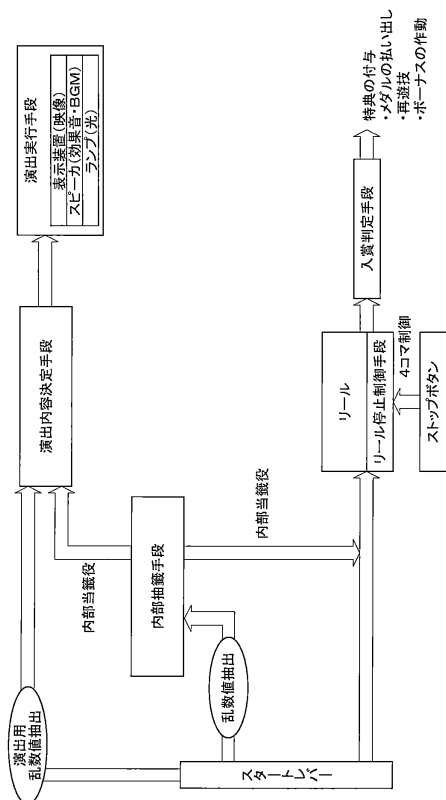 演出用
乱数値抽出
演出内容決定手段
演出実行手段
表示装置(映像)
スピーカ(効果音・BGM)
ランプ(光)
内部当籤役
内部抽籤手段
内部当籤役
乱数値抽出
スタートレバー
リール
リール停止制御手段
4コマ制御
ストップボタン
入賞判定手段
特典の付与
・メダルの払い出し
・再遊技
・ボーナスの作動